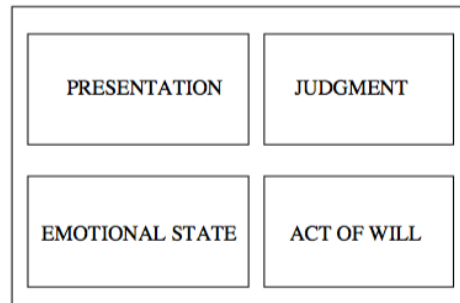 PRESENTATION
JUDGMENT
EMOTIONAL STATE
ACT OF WILL